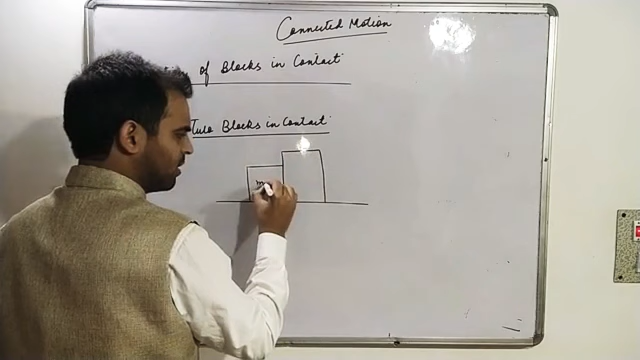 Connected Motion
of Blocks in Contact
Two Blocks in Contact
m